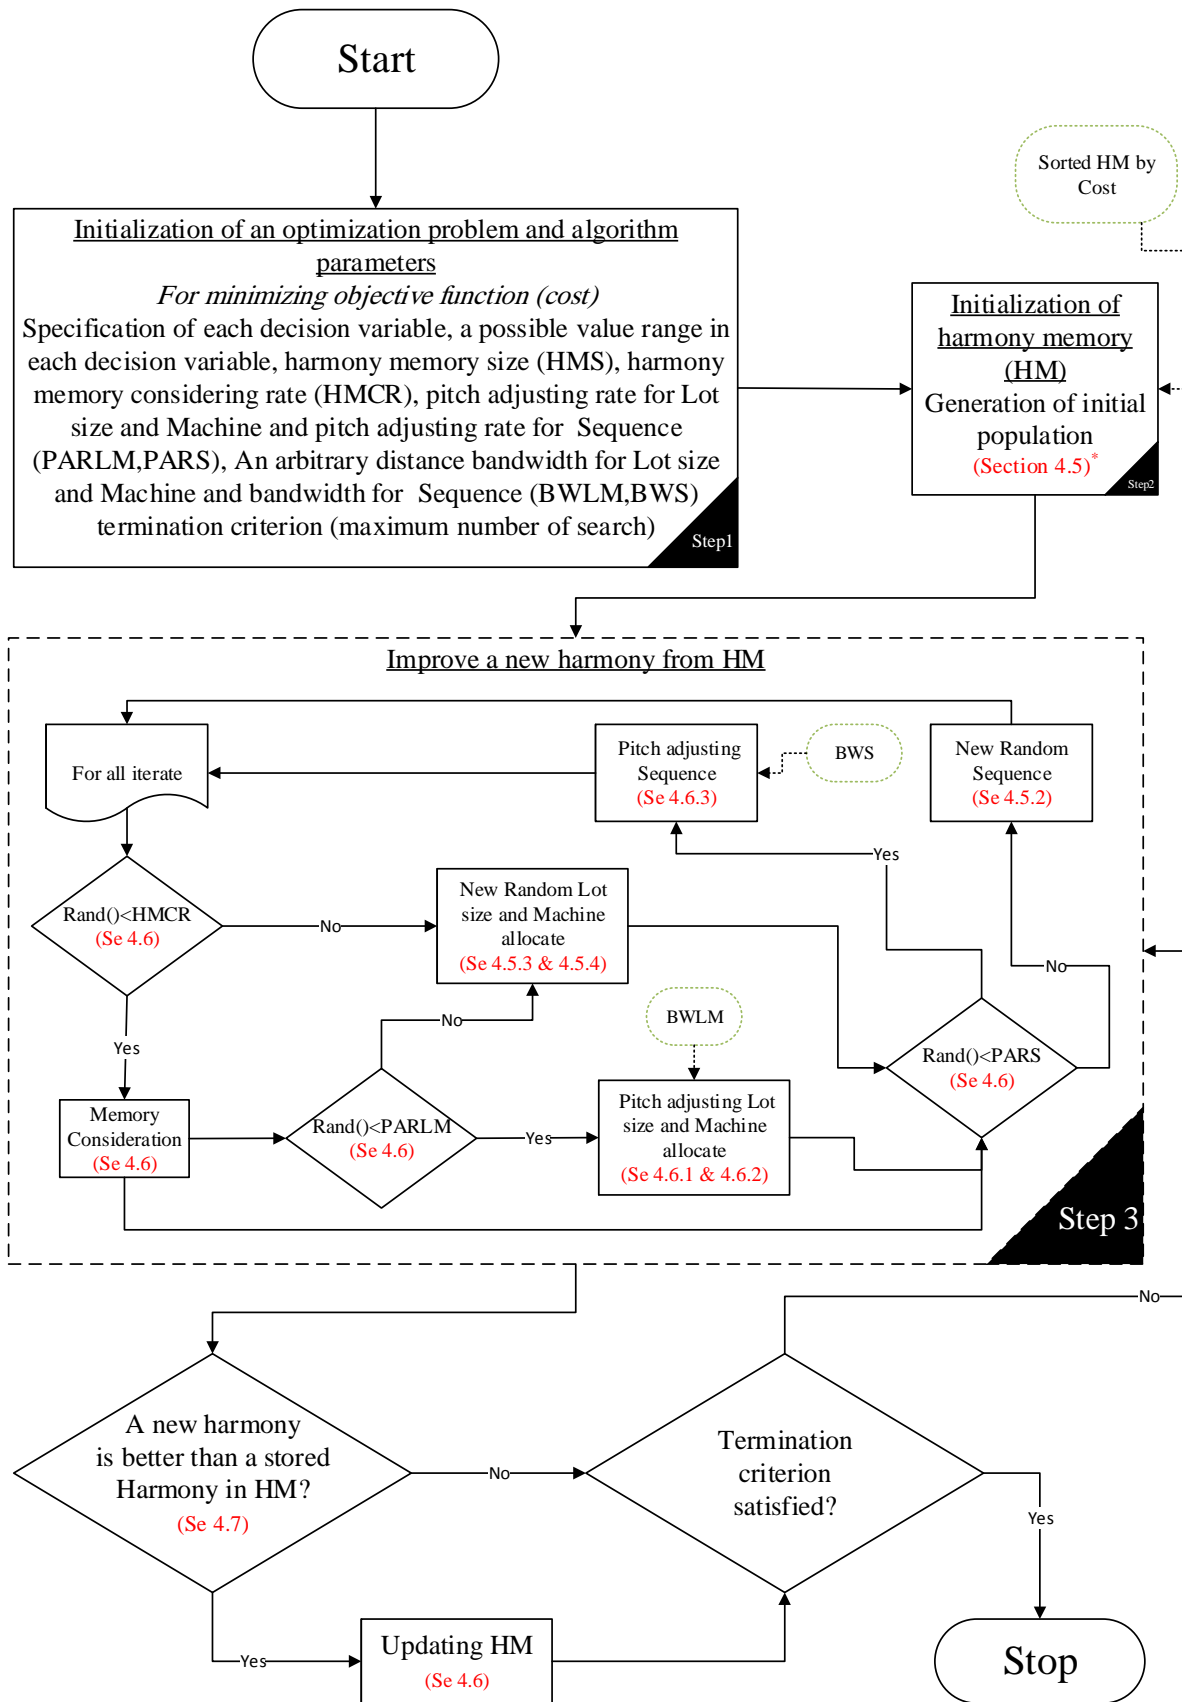 Start
Sorted HM by
Cost
Initialization of an optimization problem and algorithm
parameters
For minimizing objective function (cost)
Specification of each decision variable, a possible value range in
each decision variable, harmony memory size (HMS), harmony
memory considering rate (HMCR), pitch adjusting rate for Lot
size and Machine and pitch adjusting rate for Sequence
(PARLM,PARS), An arbitrary distance bandwidth for Lot size
and Machine and bandwidth for Sequence (BWLM,BWS)
termination criterion (maximum number of search)
Step1
Initialization of
harmony memory
(HM)
Generation of initial
population
(Section 4.5)*
Step2
Improve a new harmony from HM
For all iterate
Pitch adjusting
Sequence
(Se 4.6.3)
BWS
New Random
Sequence
(Se 4.5.2)
Yes
Rand()<HMCR
(Se 4.6)
No
New Random Lot
size and Machine
allocate
(Se 4.5.3 & 4.5.4)
No
No
BWLM
Yes
Rand()<PARS
(Se 4.6)
Memory
Consideration
(Se 4.6)
Rand()<PARLM
(Se 4.6)
Yes
Pitch adjusting Lot
size and Machine
allocate
(Se 4.6.1 & 4.6.2)
Step 3
No
A new harmony
is better than a stored
Harmony in HM?
(Se 4.7)
No
Termination
criterion
satisfied?
Yes
Yes
Updating HM
(Se 4.6)
Stop